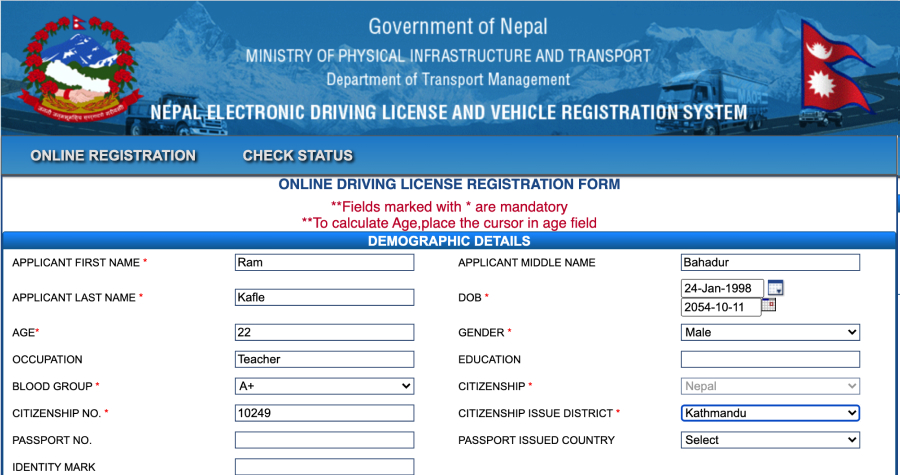 Government of Nepal
MINISTRY OF PHYSICAL INFRASTRUCTURE AND TRANSPORT
Department of Transport Management
NEPAL ELECTRONIC DRIVING LICENSE AND VEHICLE REGISTRATION SYSTEM
ONLINE REGISTRATION CHECK STATUS
ONLINE DRIVING LICENSE REGISTRATION FORM
**Fields marked with * are mandatory
**To calculate Age,place the cursor in age field
DEMOGRAPHIC DETAILS
APPLICANT FIRST NAME * Ram APPLICANT MIDDLE NAME Bahadur
APPLICANT LAST NAME * Kafle DOB * 24-Jan-1998
2054-10-11
AGE* 22 GENDER * Male
OCCUPATION Teacher EDUCATION
BLOOD GROUP * A+ CITIZENSHIP * Nepal
CITIZENSHIP NO. * 10249 CITIZENSHIP ISSUE DISTRICT * Kathmandu
PASSPORT NO. PASSPORT ISSUED COUNTRY Select
IDENTITY MARK